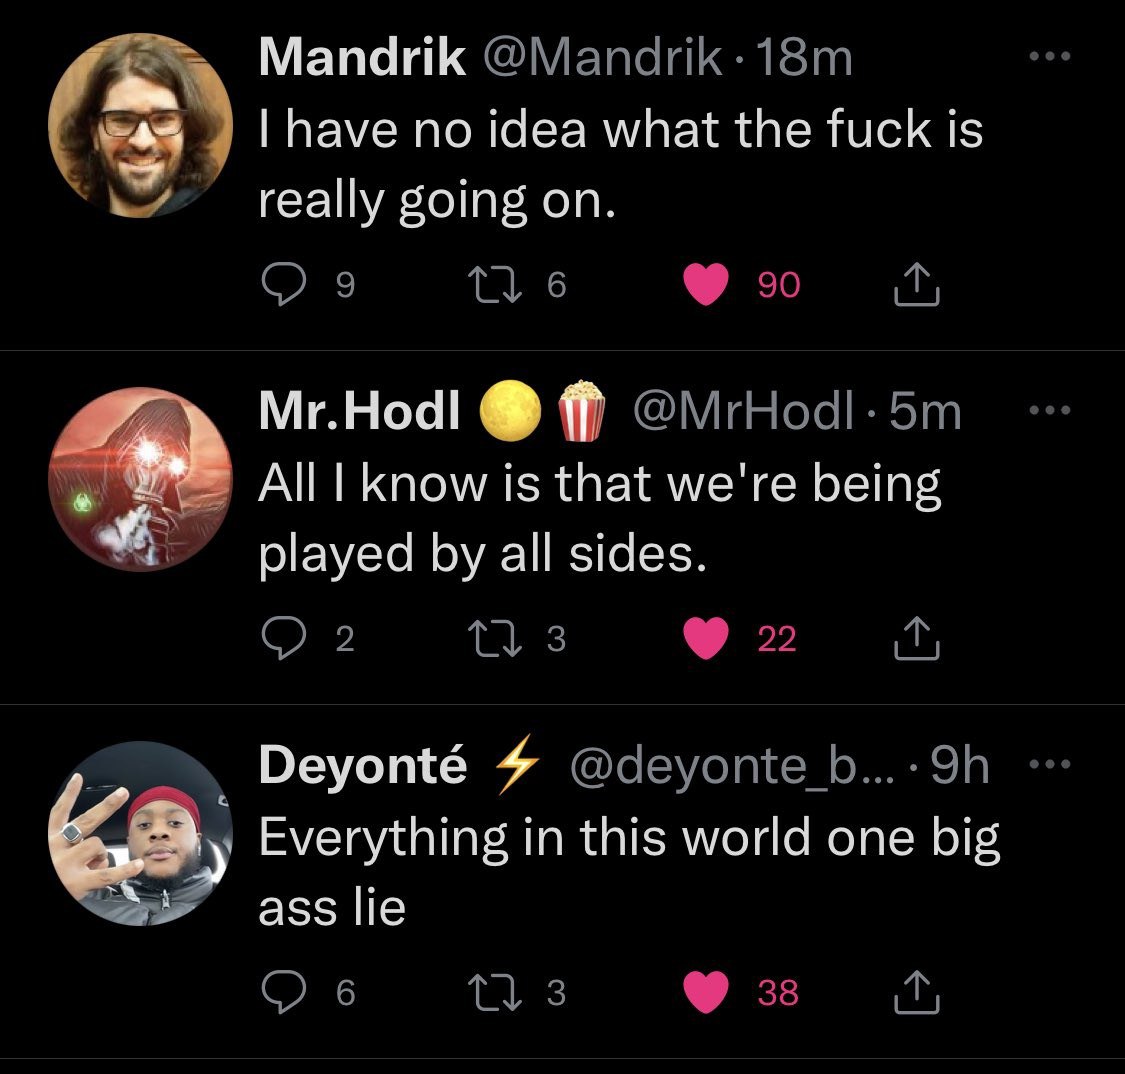 Mandrik @Mandrik · 18m
I have no idea what the fuck is
really going on.
9 6 90
Mr.Hodl 🌕🍿 @MrHodl · 5m
All I know is that we're being
played by all sides.
2 3 22
Deyonté ⚡ @deyonte_b... · 9h
Everything in this world one big
ass lie
6 3 38